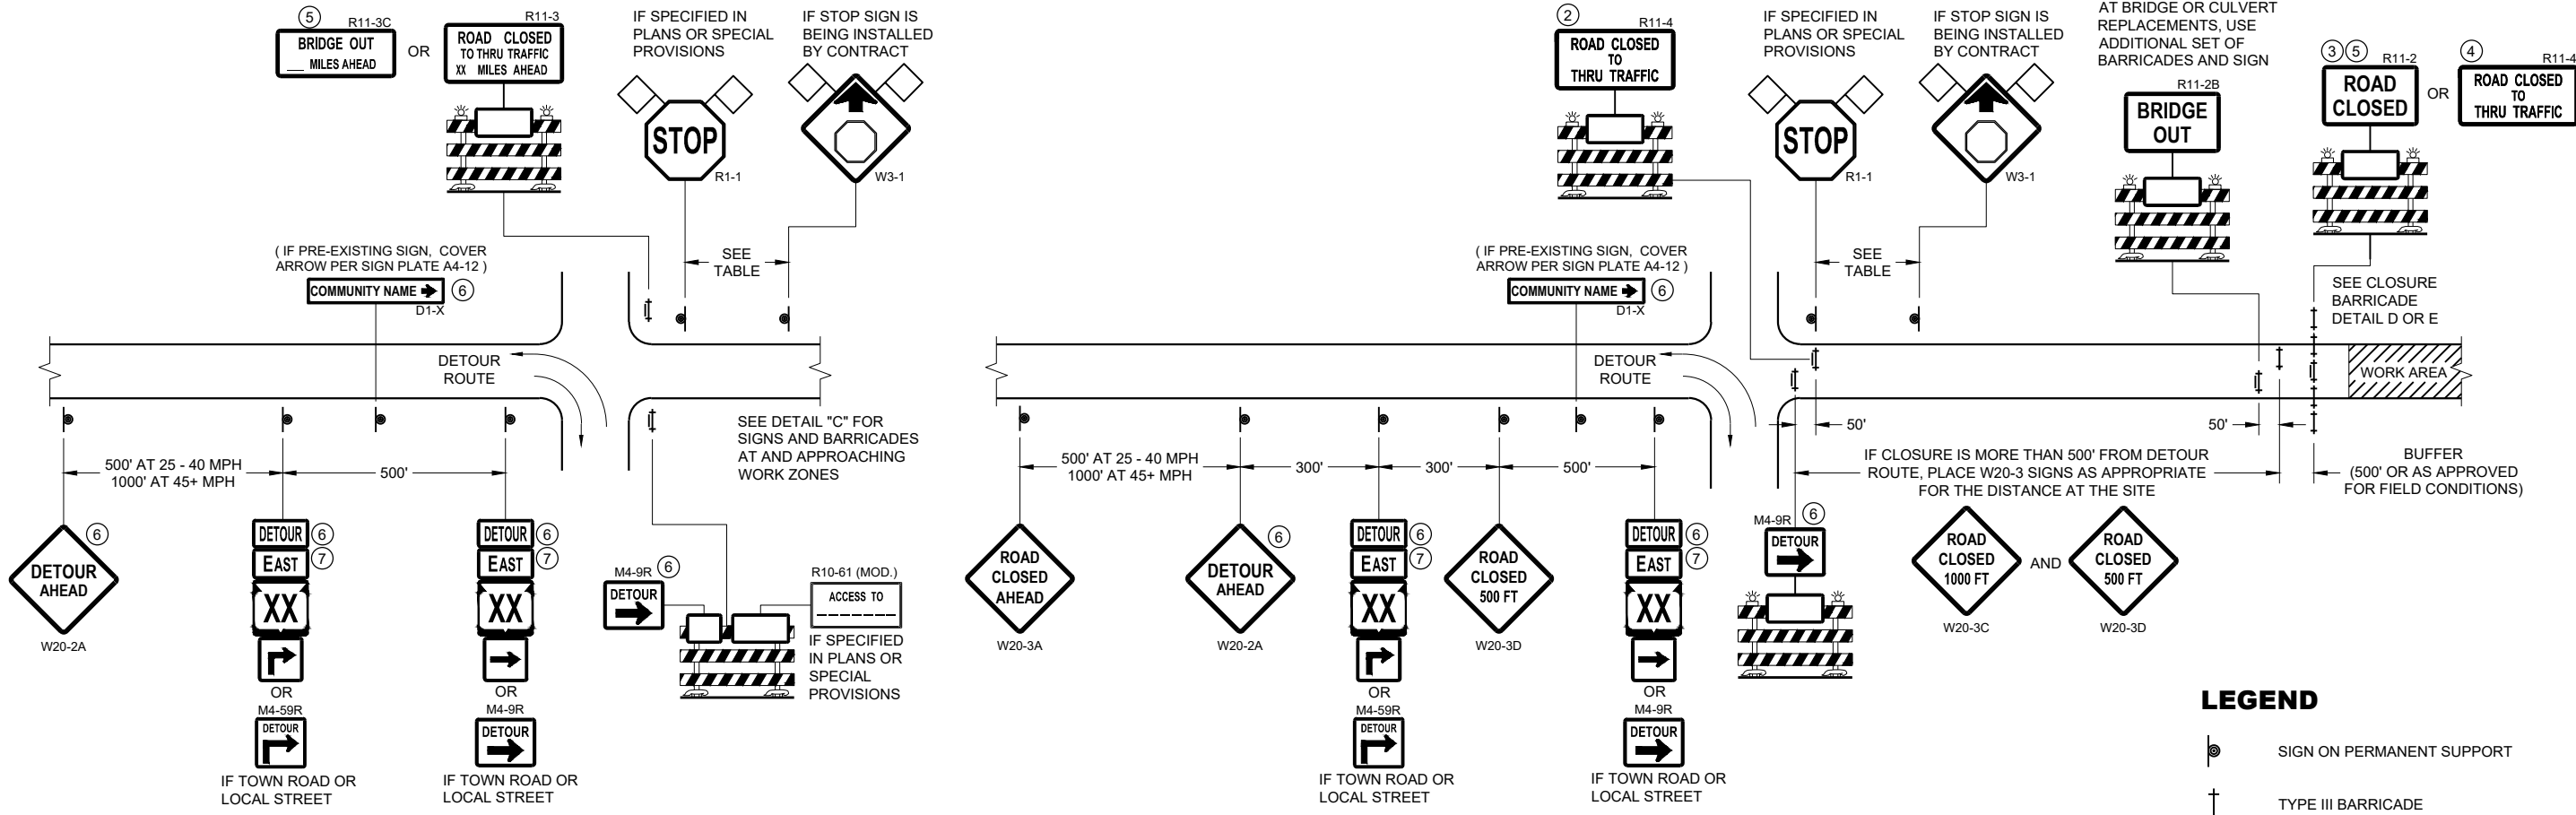 ⑤
R11-3C
BRIDGE OUT
___ MILES AHEAD
OR
R11-3
ROAD CLOSED
TO THRU TRAFFIC
XX MILES AHEAD
IF SPECIFIED IN
PLANS OR SPECIAL
PROVISIONS
STOP
R1-1
IF STOP SIGN IS
BEING INSTALLED
BY CONTRACT
W3-1
SEE
TABLE
( IF PRE-EXISTING SIGN, COVER
ARROW PER SIGN PLATE A4-12 )
COMMUNITY NAME
⑥
D1-X
DETOUR
ROUTE
SEE DETAIL "C" FOR
SIGNS AND BARRICADES
AT AND APPROACHING
WORK ZONES
500' AT 25 - 40 MPH
1000' AT 45+ MPH
500'
⑥
DETOUR
AHEAD
W20-2A
DETOUR ⑥
EAST ⑦
XX
OR
M4-59R
DETOUR
IF TOWN ROAD OR
LOCAL STREET
DETOUR ⑥
EAST ⑦
XX
OR
M4-9R
DETOUR
IF TOWN ROAD OR
LOCAL STREET
M4-9R ⑥
DETOUR
R10-61 (MOD.)
ACCESS TO
_ _ _ _ _ _ _
IF SPECIFIED
IN PLANS OR
SPECIAL
PROVISIONS
②
R11-4
ROAD CLOSED
TO
THRU TRAFFIC
IF SPECIFIED IN
PLANS OR SPECIAL
PROVISIONS
STOP
R1-1
IF STOP SIGN IS
BEING INSTALLED
BY CONTRACT
W3-1
SEE
TABLE
AT BRIDGE OR CULVERT
REPLACEMENTS, USE
ADDITIONAL SET OF
BARRICADES AND SIGN
R11-2B
BRIDGE
OUT
③ ⑤
R11-2
ROAD
CLOSED
OR
④
R11-4
ROAD CLOSED
TO
THRU TRAFFIC
SEE CLOSURE
BARRICADE
DETAIL D OR E
( IF PRE-EXISTING SIGN, COVER
ARROW PER SIGN PLATE A4-12 )
COMMUNITY NAME
⑥
D1-X
DETOUR
ROUTE
WORK AREA
50'
50'
500' AT 25 - 40 MPH
1000' AT 45+ MPH
300'
300'
500'
IF CLOSURE IS MORE THAN 500' FROM DETOUR
ROUTE, PLACE W20-3 SIGNS AS APPROPRIATE
FOR THE DISTANCE AT THE SITE
BUFFER
(500' OR AS APPROVED
FOR FIELD CONDITIONS)
ROAD
CLOSED
AHEAD
W20-3A
⑥
DETOUR
AHEAD
W20-2A
DETOUR ⑥
EAST ⑦
XX
OR
M4-59R
DETOUR
IF TOWN ROAD OR
LOCAL STREET
ROAD
CLOSED
500 FT
W20-3D
DETOUR ⑥
EAST ⑦
XX
OR
M4-9R
DETOUR
IF TOWN ROAD OR
LOCAL STREET
M4-9R ⑥
DETOUR
ROAD
CLOSED
1000 FT
W20-3C
AND
ROAD
CLOSED
500 FT
W20-3D
LEGEND
SIGN ON PERMANENT SUPPORT
TYPE III BARRICADE